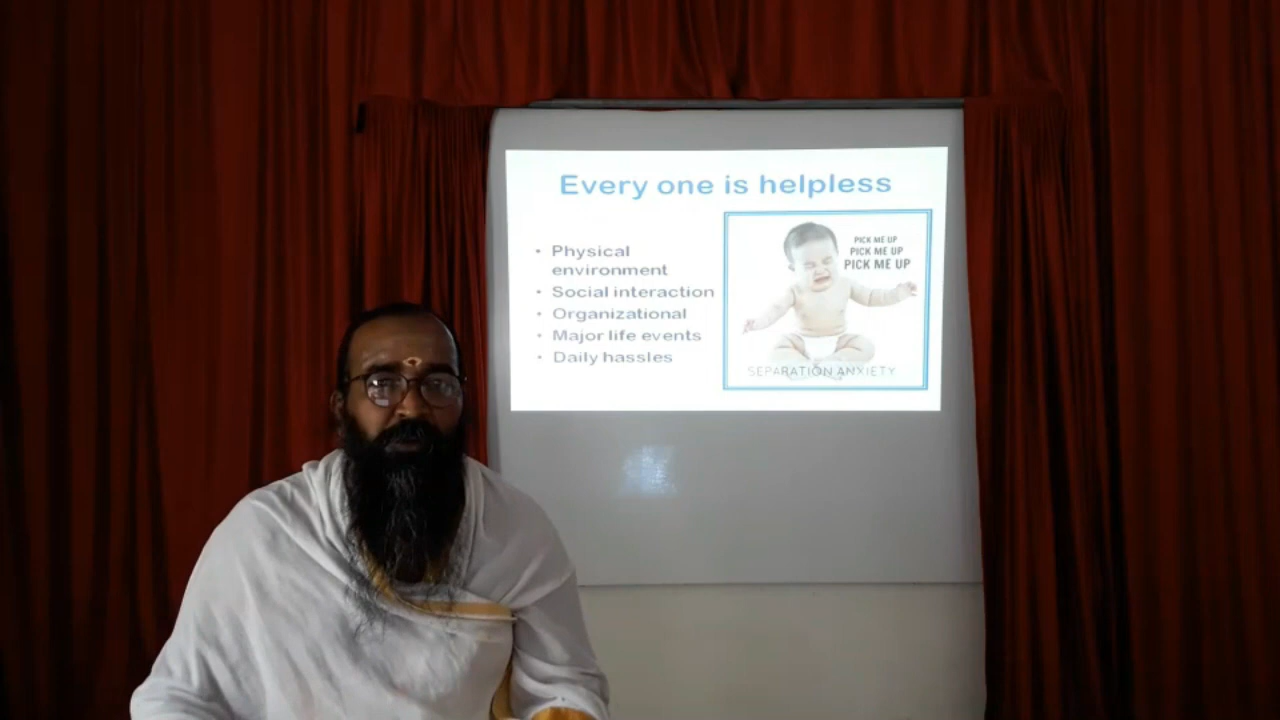 Every one is helpless
• Physical
environment
• Social interaction
• Organizational
• Major life events
• Daily hassles
PICK ME UP
PICK ME UP
PICK ME UP
SEPARATION ANXIETY